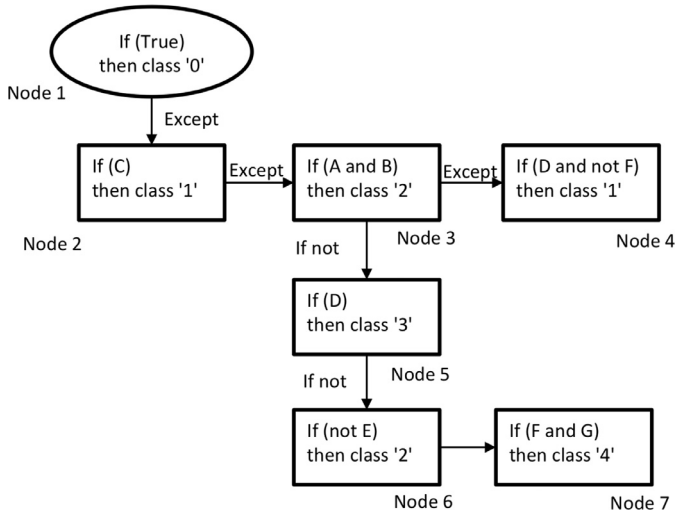 If (True)
then class '0'
Node 1
Except
If (C)
then class '1'
Node 2
Except
If (A and B)
then class '2'
Node 3
Except
If (D and not F)
then class '1'
Node 4
If not
If (D)
then class '3'
Node 5
If not
If (not E)
then class '2'
Node 6
If (F and G)
then class '4'
Node 7